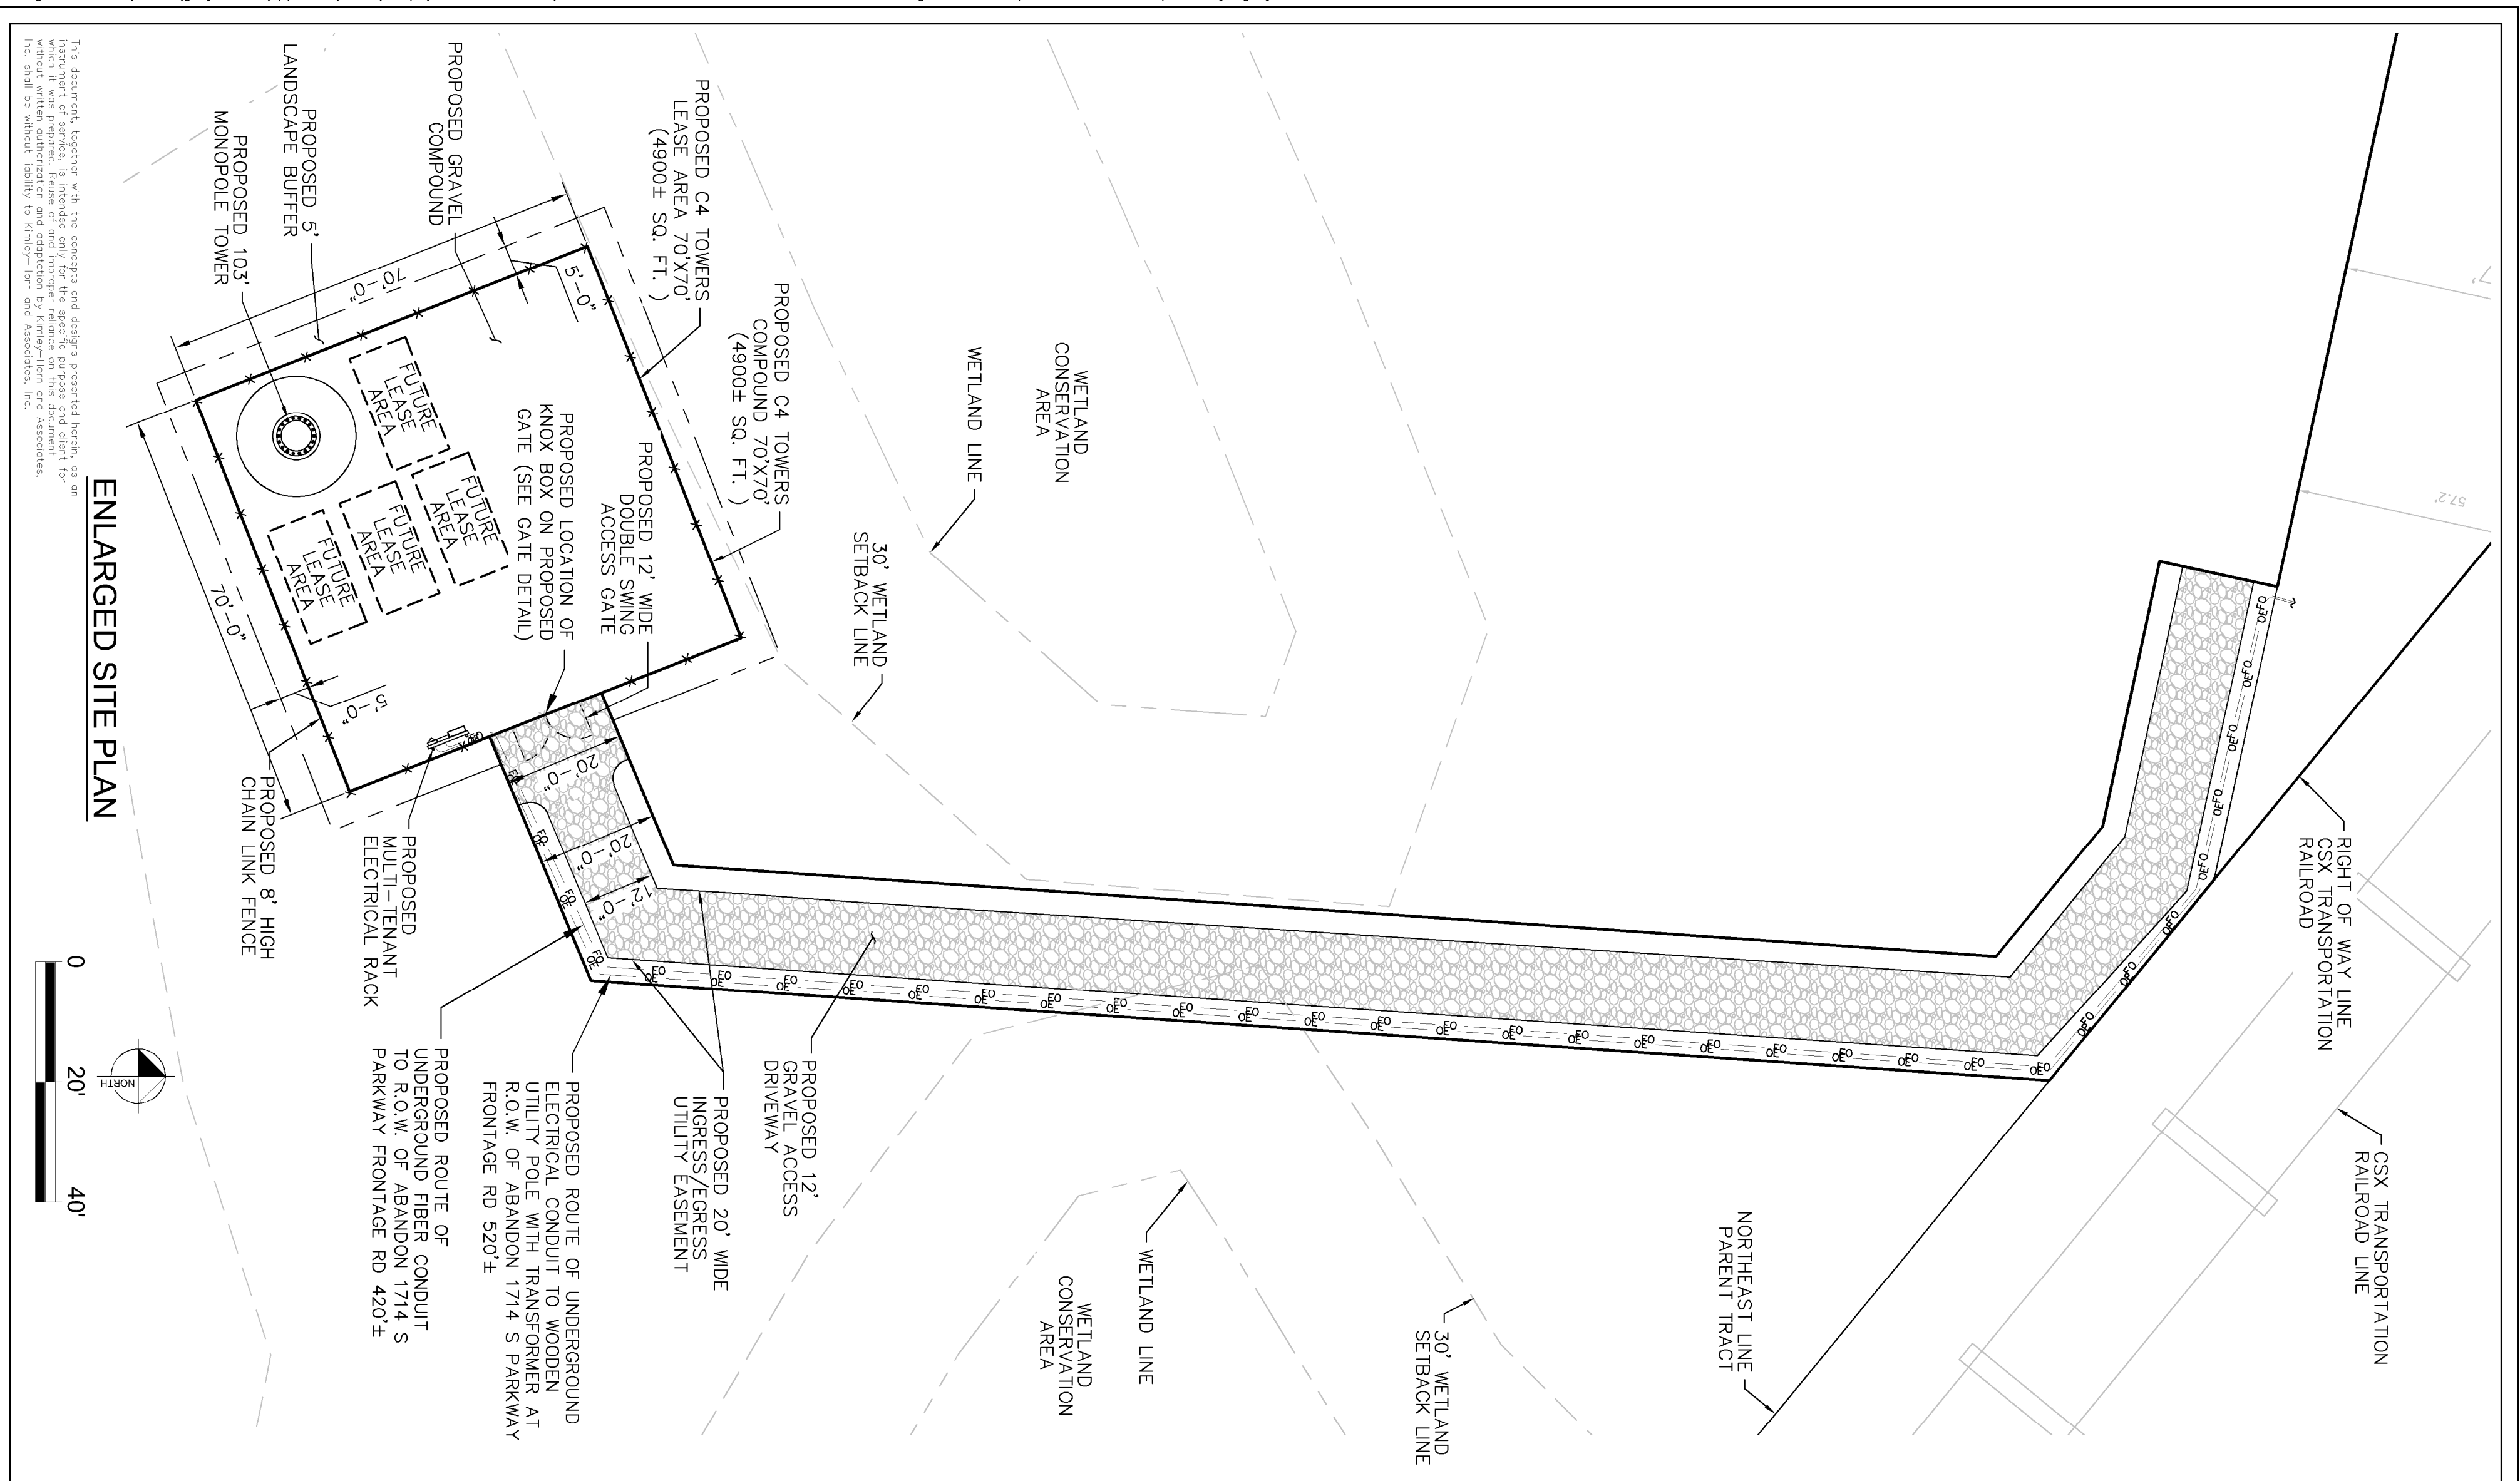 RIGHT OF WAY LINE
CSX TRANSPORTATION
RAILROAD
CSX TRANSPORTATION
RAILROAD LINE
57.2'
NORTHEAST LINE
PARENT TRACT
30' WETLAND
SETBACK LINE
WETLAND LINE
WETLAND
CONSERVATION
AREA
WETLAND
CONSERVATION
AREA
WETLAND LINE
30' WETLAND
SETBACK LINE
PROPOSED C4 TOWERS
COMPOUND 70'X70'
(4900± SQ. FT. )
PROPOSED C4 TOWERS
LEASE AREA 70'X70'
(4900± SQ. FT. )
PROPOSED 12' WIDE
DOUBLE SWING
ACCESS GATE
PROPOSED LOCATION OF
KNOX BOX ON PROPOSED
GATE (SEE GATE DETAIL)
PROPOSED GRAVEL
COMPOUND
PROPOSED 5'
LANDSCAPE BUFFER
PROPOSED 103'
MONOPOLE TOWER
70'-0"
5'-0"
FUTURE
LEASE
AREA
FUTURE
LEASE
AREA
FUTURE
LEASE
AREA
FUTURE
LEASE
AREA
70'-0"
5'-0"
20'-0"
20'-0"
12'-0"
PROPOSED 12'
GRAVEL ACCESS
DRIVEWAY
PROPOSED 20' WIDE
INGRESS/EGRESS
UTILITY EASEMENT
PROPOSED ROUTE OF UNDERGROUND
ELECTRICAL CONDUIT TO WOODEN
UTILITY POLE WITH TRANSFORMER AT
R.O.W. OF ABANDON 1714 S PARKWAY
FRONTAGE RD 520'±
PROPOSED ROUTE OF
UNDERGROUND FIBER CONDUIT
TO R.O.W. OF ABANDON 1714 S
PARKWAY FRONTAGE RD 420'±
PROPOSED
MULTI-TENANT
ELECTRICAL RACK
PROPOSED 8' HIGH
CHAIN LINK FENCE
NORTH
0
20'
40'
ENLARGED SITE PLAN
This document, together with the concepts and designs presented herein, as an
instrument of service, is intended only for the specific purpose and client for
which it was prepared. Reuse of and improper reliance on this document
without written authorization and adaptation by Kimley-Horn and Associates,
Inc. shall be without liability to Kimley-Horn and Associates, Inc.